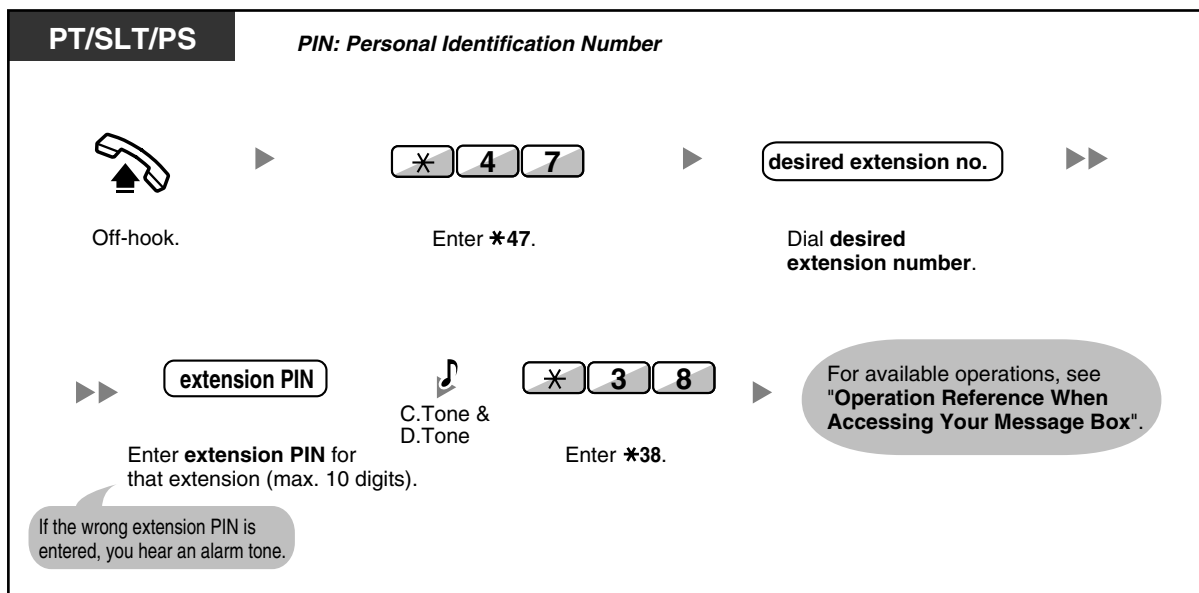 PT/SLT/PS
PIN: Personal Identification Number
* 4 7
desired extension no.
Off-hook.
Enter *47.
Dial desired
extension number.
extension PIN
C.Tone &
D.Tone
* 3 8
For available operations, see
"Operation Reference When
Accessing Your Message Box".
Enter extension PIN for
that extension (max. 10 digits).
Enter *38.
If the wrong extension PIN is
entered, you hear an alarm tone.